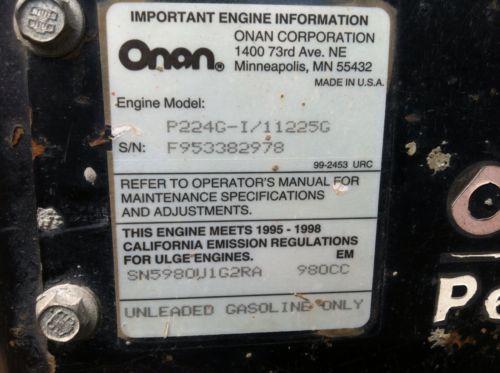 IMPORTANT ENGINE INFORMATION
Onan®
ONAN CORPORATION
1400 73rd Ave. NE
Minneapolis, MN 55432
MADE IN U.S.A.
Engine Model:
P224G-I/11225G
S/N: F953382978
99-2453 URC
REFER TO OPERATOR'S MANUAL FOR
MAINTENANCE SPECIFICATIONS
AND ADJUSTMENTS.
THIS ENGINE MEETS 1995 - 1998
CALIFORNIA EMISSION REGULATIONS
FOR ULGE ENGINES. EM
SN5980U1G2RA 980CC
UNLEADED GASOLINE ONLY
O
Pe